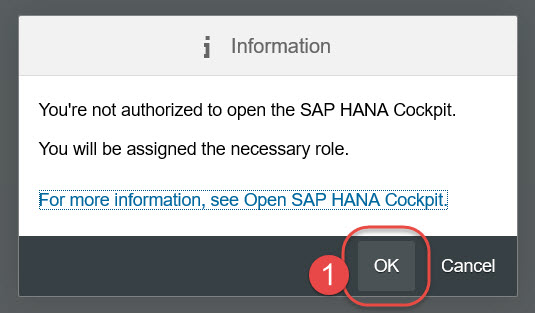 Information
You're not authorized to open the SAP HANA Cockpit.
You will be assigned the necessary role.
For more information, see Open SAP HANA Cockpit.
1 OK Cancel